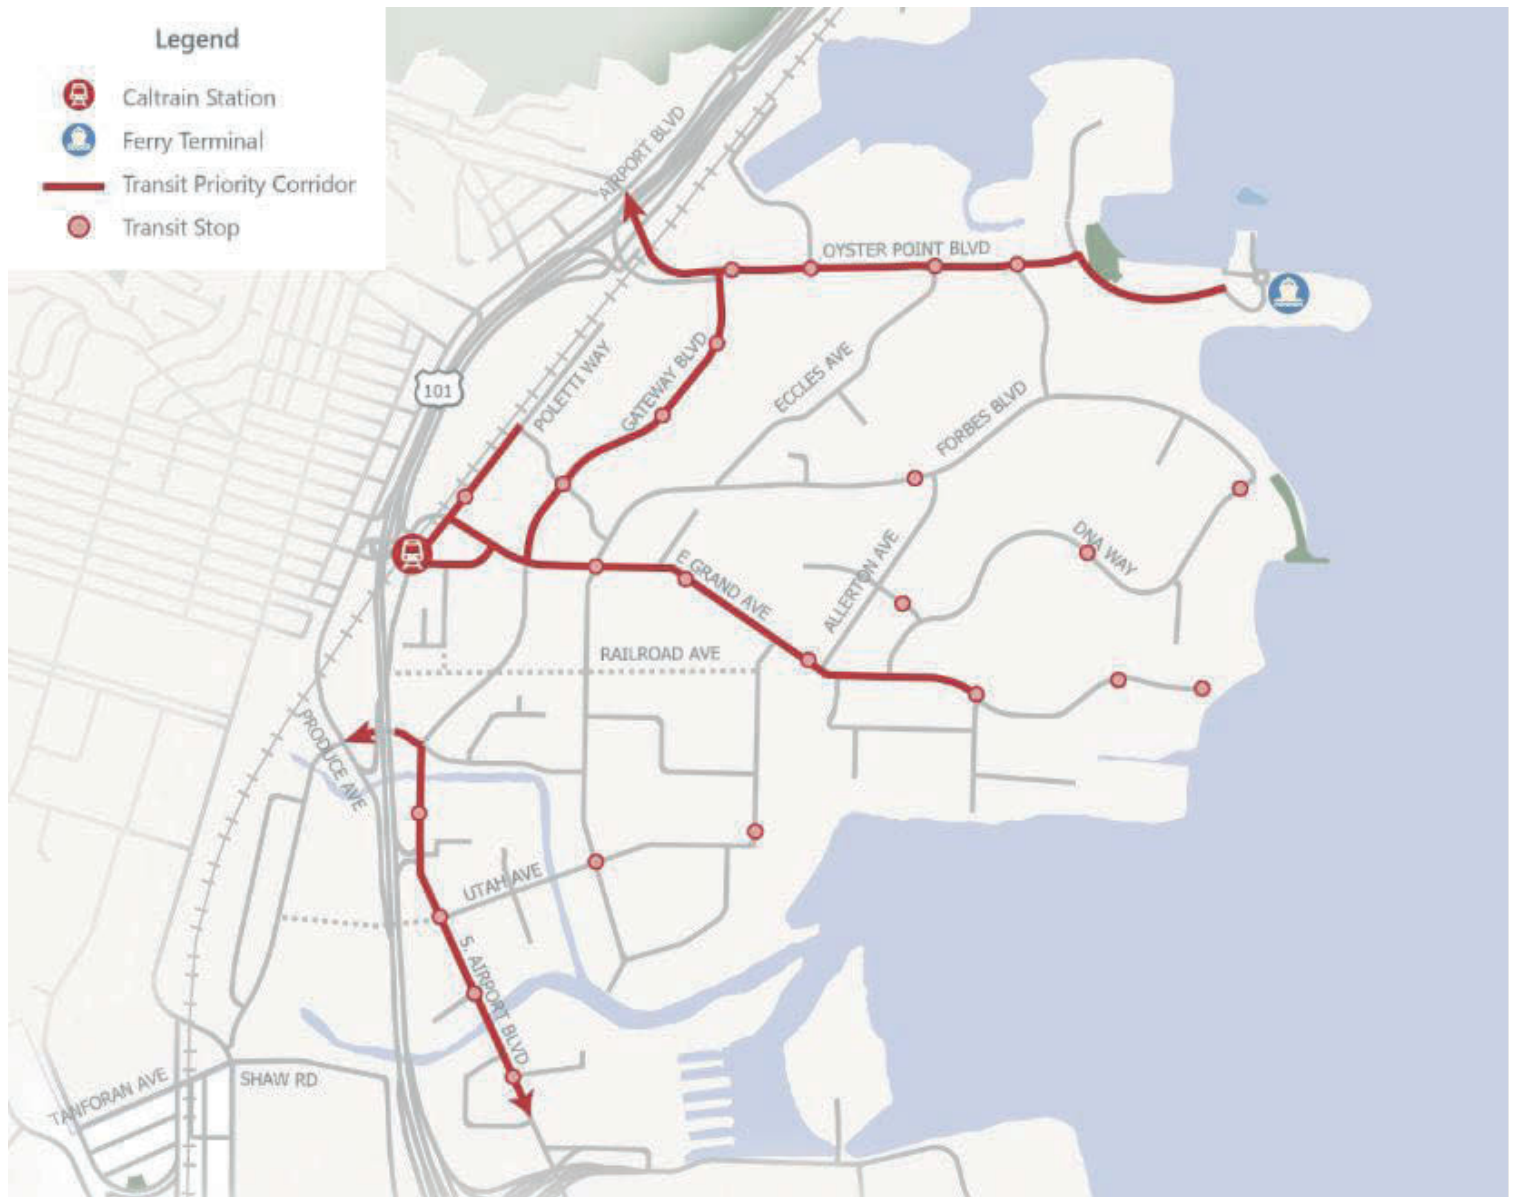 Legend
Caltrain Station
Ferry Terminal
Transit Priority Corridor
Transit Stop
AIRPORT BLVD
OYSTER POINT BLVD
101
POLETTI WAY
GATEWAY BLVD
ECCLES AVE
FORBES BLVD
DNA WAY
E GRAND AVE
ALLERTON AVE
RAILROAD AVE
PRODUCE AVE
UTAH AVE
S. AIRPORT BLVD
TANFORAN AVE
SHAW RD